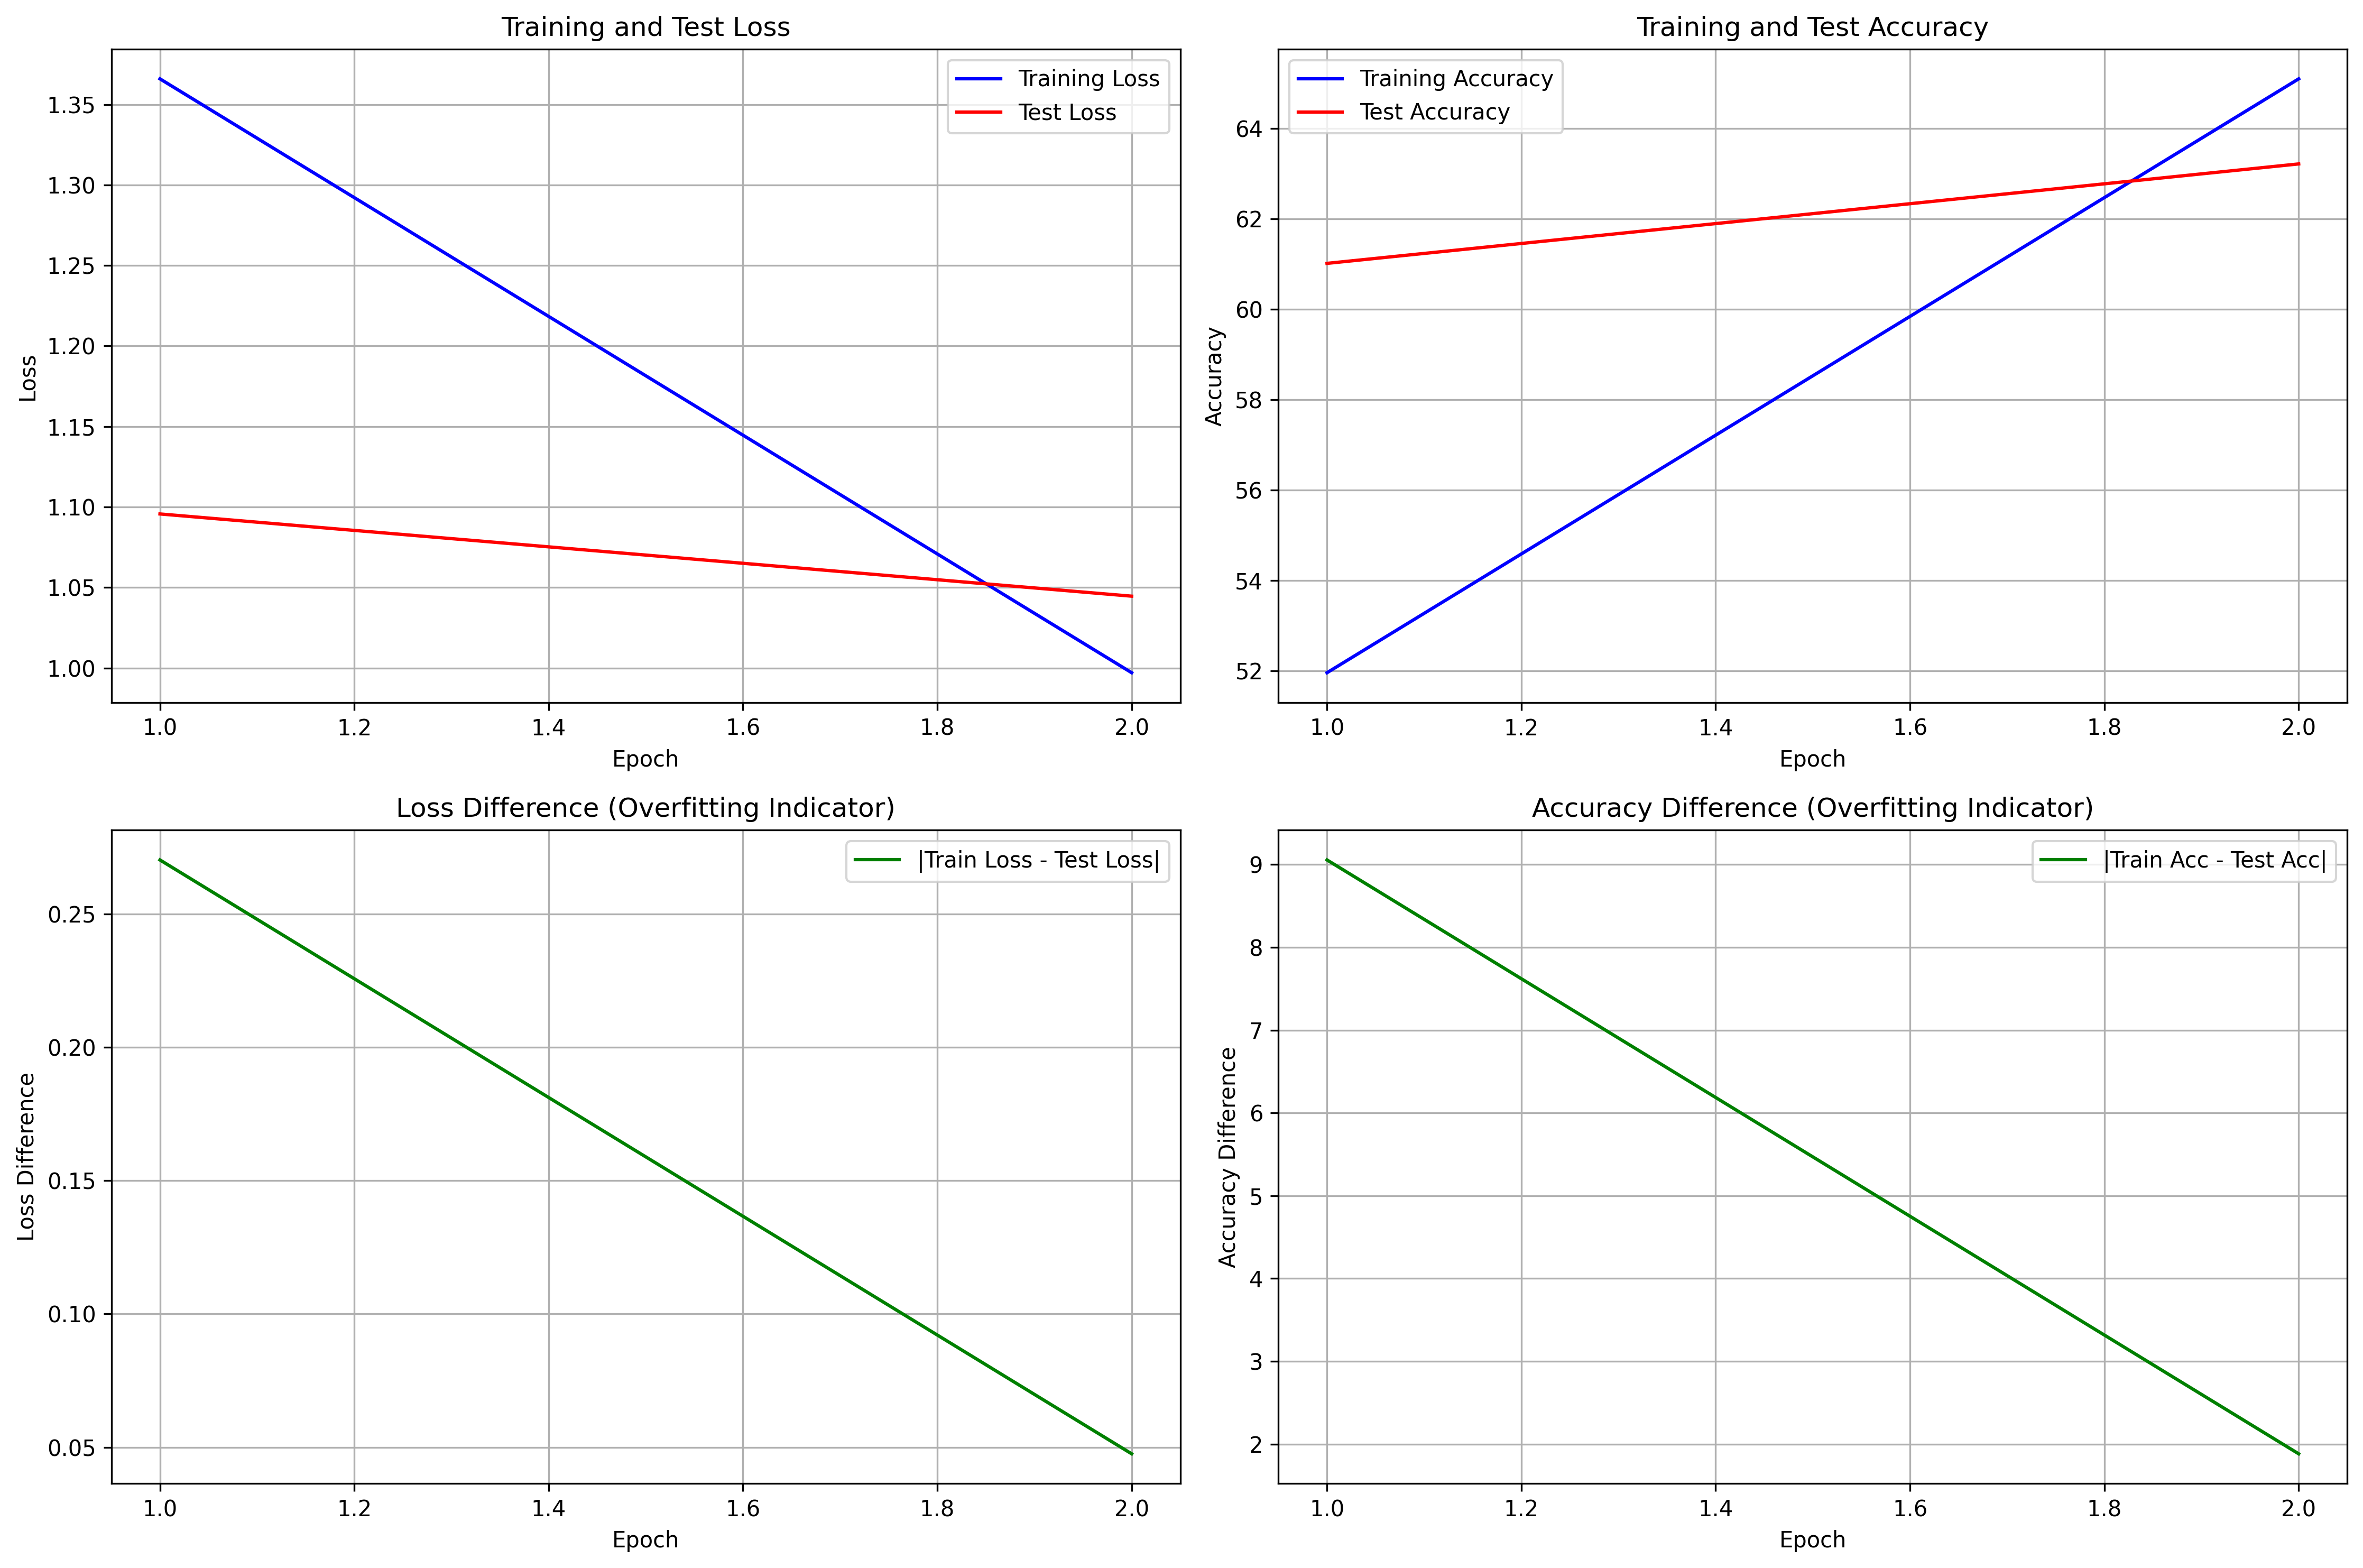 Training and Test Loss
Training Loss
Test Loss
1.35
1.30
1.25
1.20
1.15
1.10
1.05
1.00
Loss
1.0 1.2 1.4 1.6 1.8 2.0
Epoch
Training and Test Accuracy
Training Accuracy
Test Accuracy
64
62
60
58
56
54
52
Accuracy
1.0 1.2 1.4 1.6 1.8 2.0
Epoch
Loss Difference (Overfitting Indicator)
|Train Loss - Test Loss|
0.25
0.20
0.15
0.10
0.05
Loss Difference
1.0 1.2 1.4 1.6 1.8 2.0
Epoch
Accuracy Difference (Overfitting Indicator)
|Train Acc - Test Acc|
9
8
7
6
5
4
3
2
Accuracy Difference
1.0 1.2 1.4 1.6 1.8 2.0
Epoch